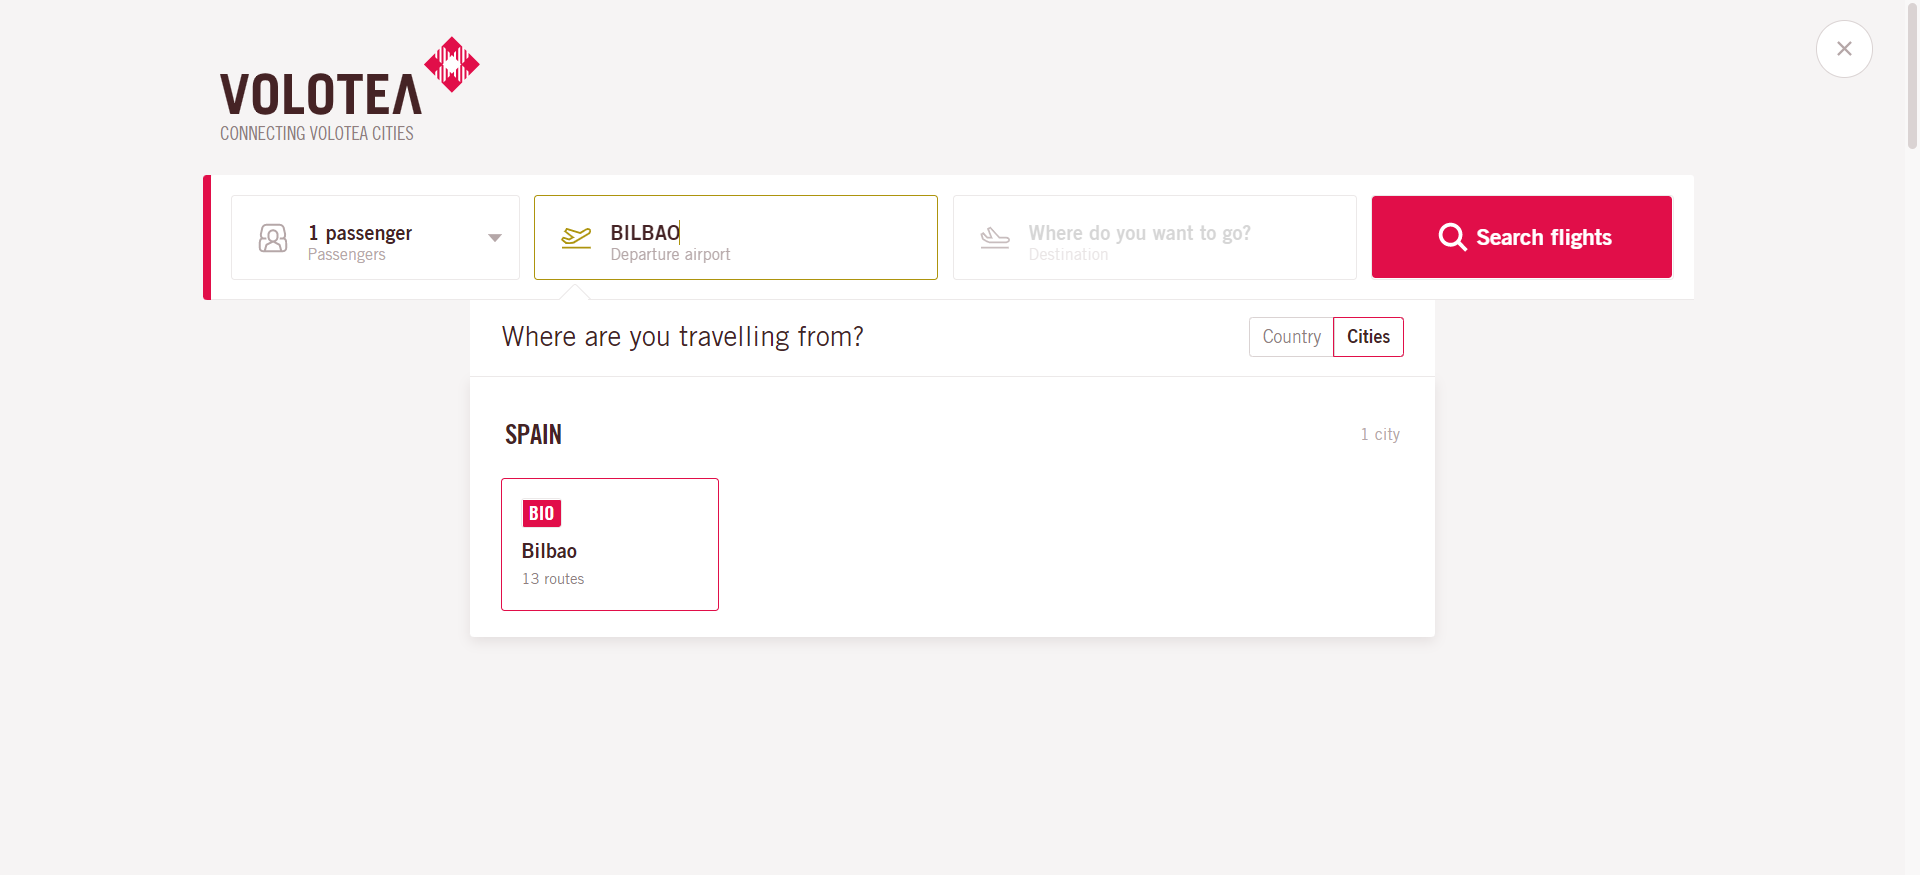 VOLOTEA
CONNECTING VOLOTEA CITIES
1 passenger
Passengers
BILBAO
Departure airport
Where do you want to go?
Destination
Search flights
Where are you travelling from?
Country
Cities
SPAIN
1 city
BIO
Bilbao
13 routes